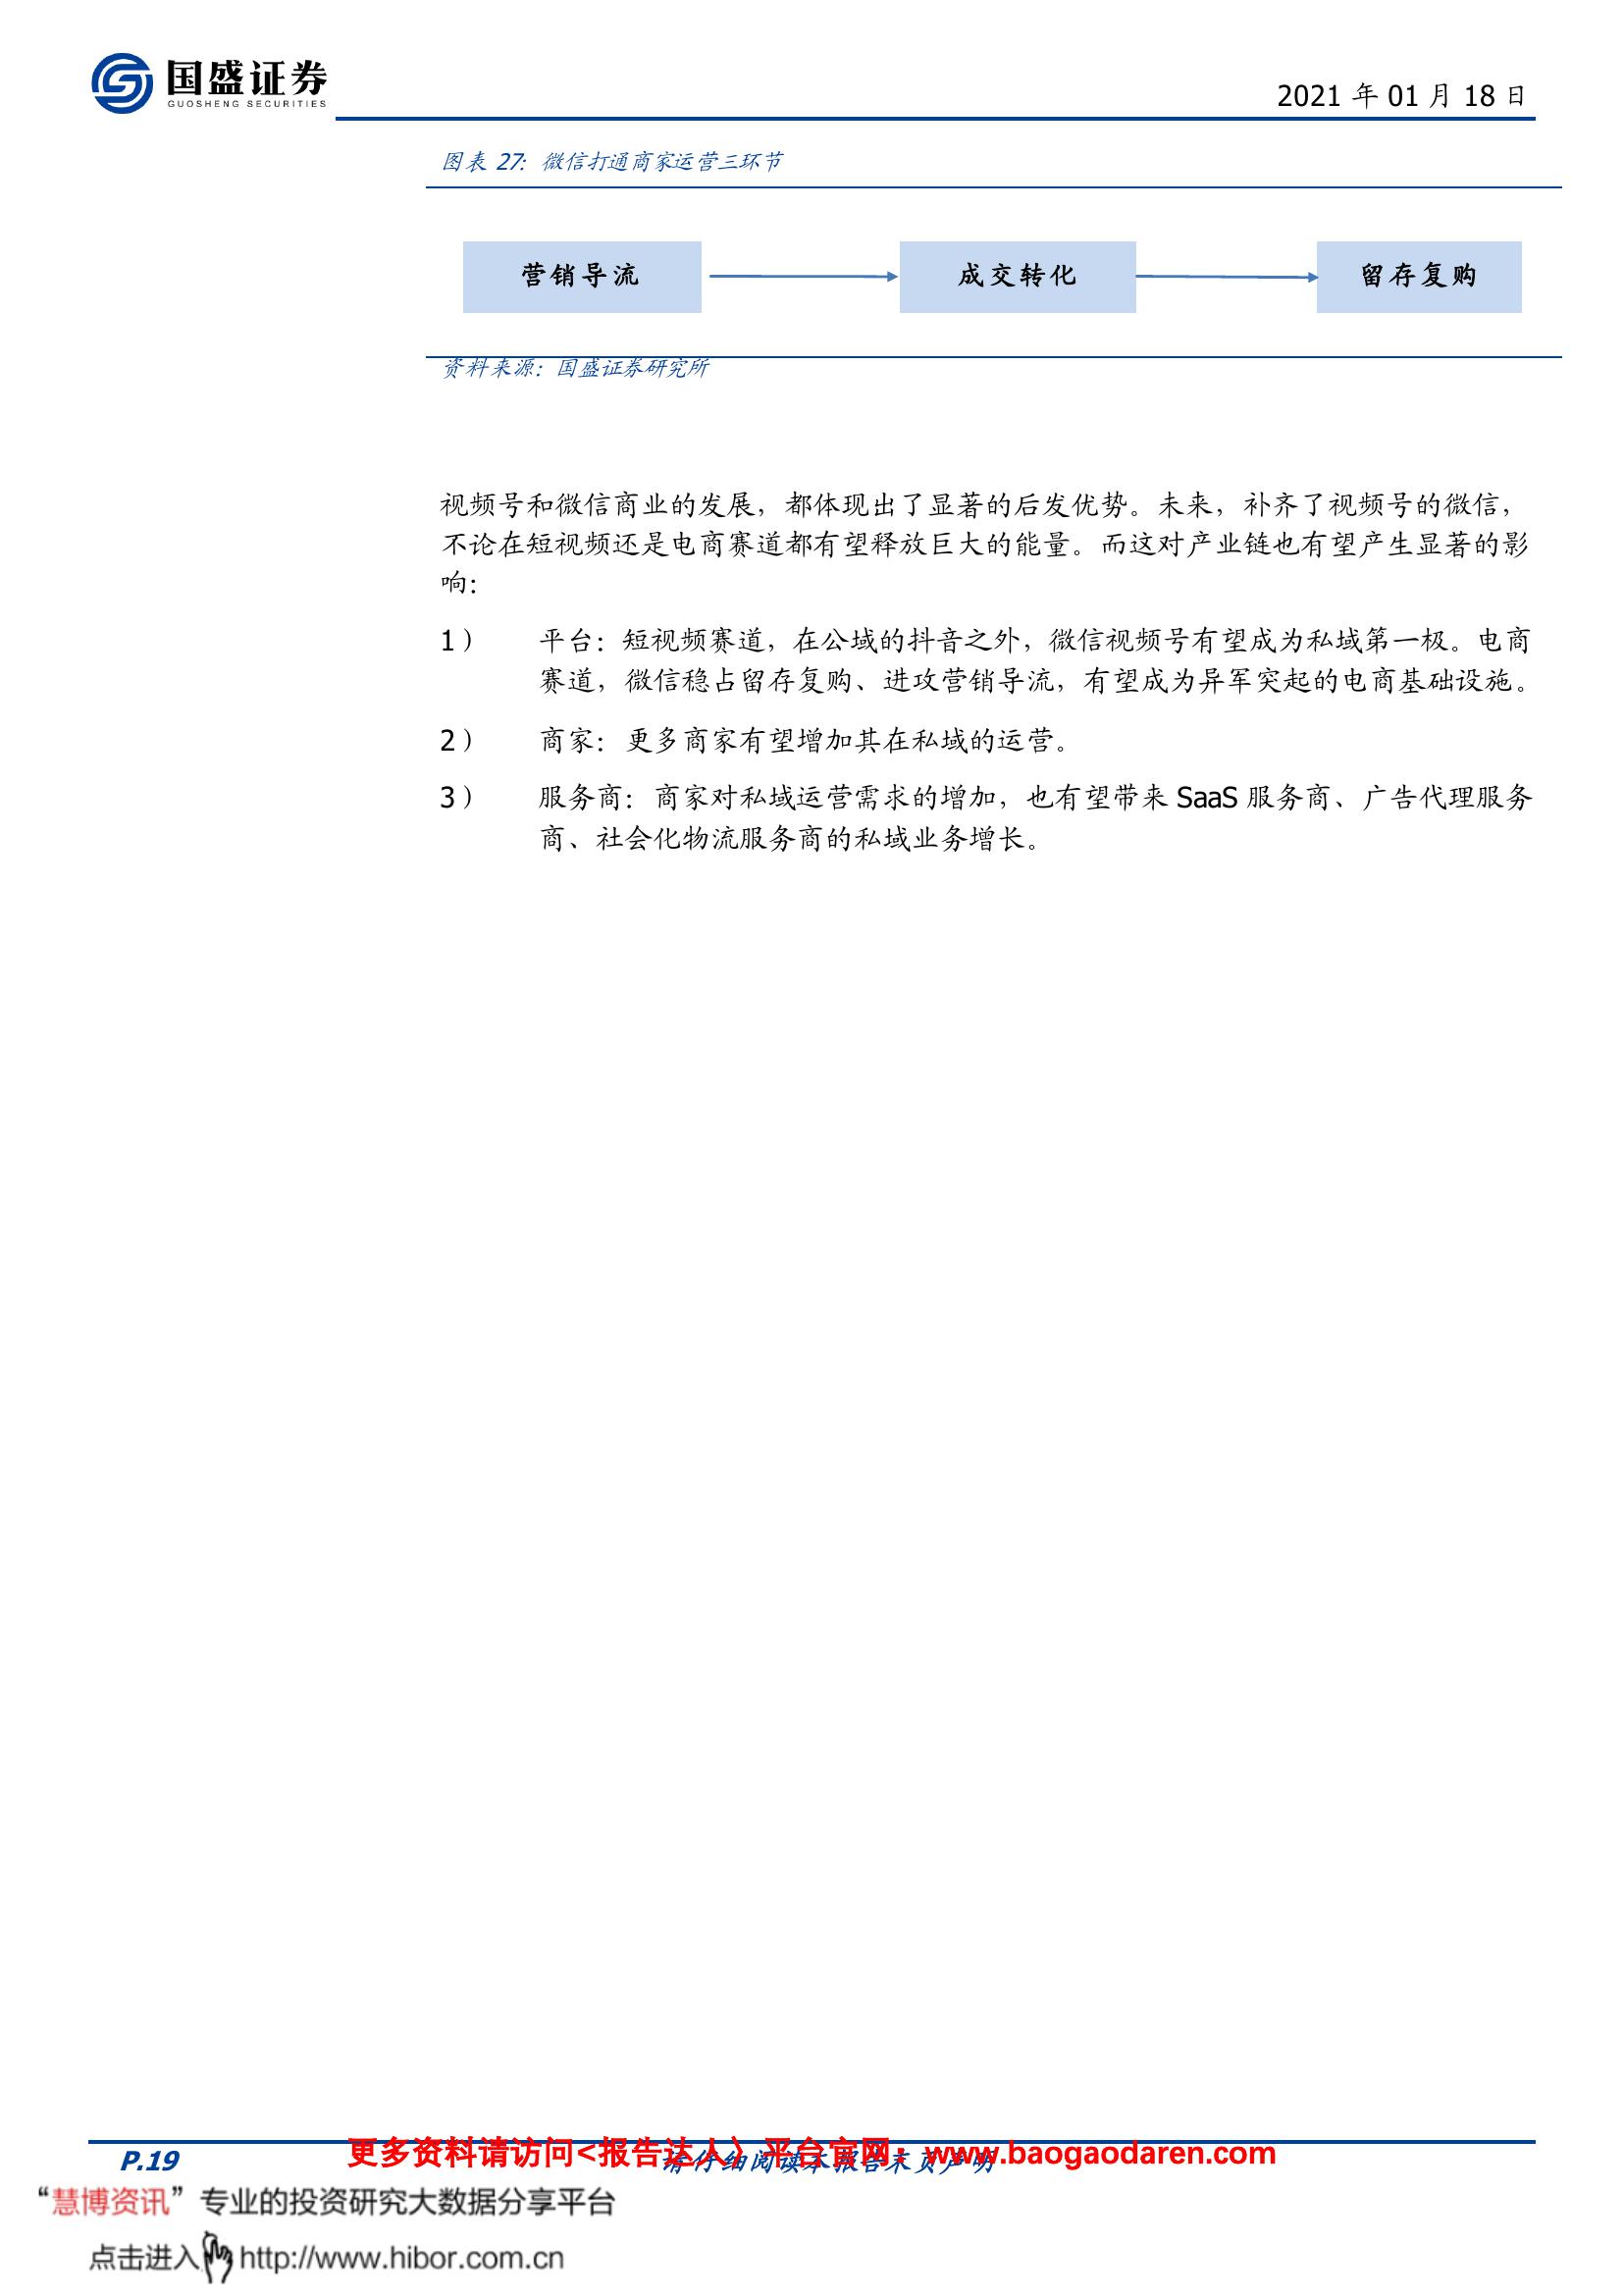 国盛证券
GUOSHENG SECURITIES
2021 年 01 月 18 日
图表 27：微信打通商家运营三环节
营销导流
成交转化
留存复购
资料来源：国盛证券研究所
视频号和微信商业的发展，都体现出了显著的后发优势。未来，补齐了视频号的微信，
不论在短视频还是电商赛道都有望释放巨大的能量。而这对产业链也有望产生显著的影
响：
1） 平台：短视频赛道，在公域的抖音之外，微信视频号有望成为私域第一极。电商
赛道，微信稳占留存复购、进攻营销导流，有望成为异军突起的电商基础设施。
2） 商家：更多商家有望增加其在私域的运营。
3） 服务商：商家对私域运营需求的增加，也有望带来 SaaS 服务商、广告代理服务
商、社会化物流服务商的私域业务增长。
P.19
更多资料请访问<报告达人》平台官网：www.baogaodaren.com
请仔细阅读本报告末页声明
“慧博资讯”专业的投资研究大数据分享平台
点击进入 http://www.hibor.com.cn